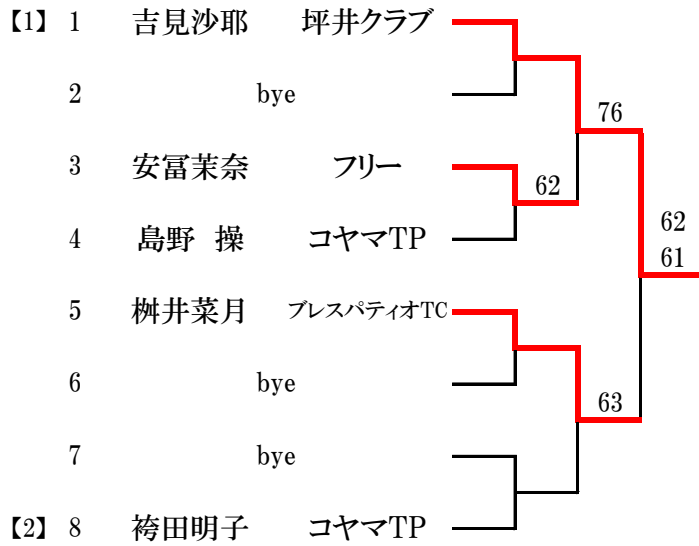 【1】 1 吉見沙耶 坪井クラブ
2 bye
76
3 安冨茉奈 フリー
62
62
4 島野 操 コヤマTP
61
5 桝井菜月 ブレスパティオTC
6 bye
63
7 bye
【2】 8 袴田明子 コヤマTP